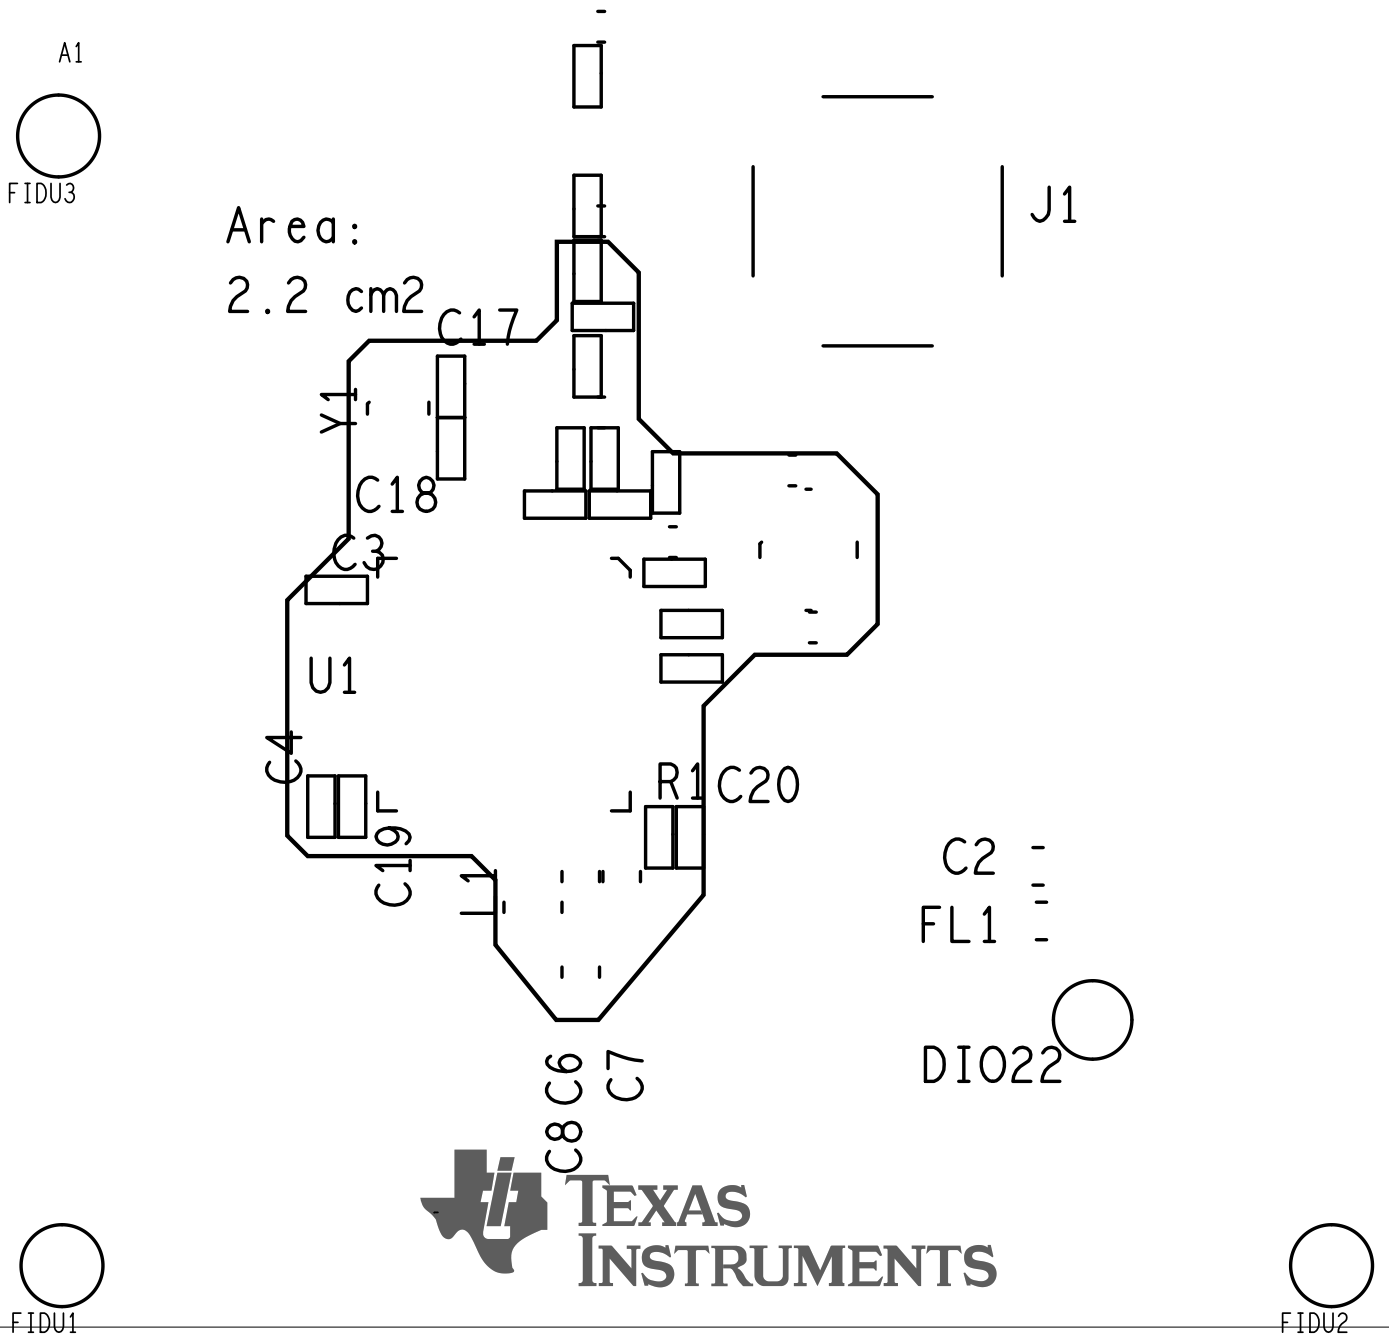 A1
FIDU3
J1
Area:
2.2 cm2
C17
Y1
C18
C3
U1
C4
R1
C20
C19
L1
C2
FL1
DIO22
C6
C7
C8
TEXAS
INSTRUMENTS
FIDU1
FIDU2